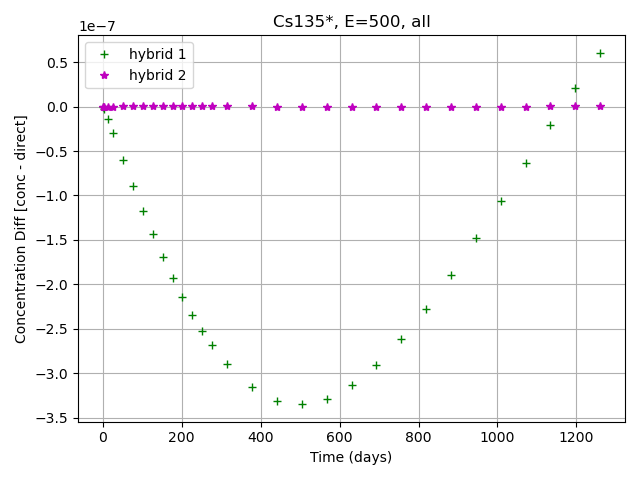 Cs135*, E=500, all
1e−7
hybrid 1
hybrid 2
Concentration Diff [conc - direct]
0.5
0.0
−0.5
−1.0
−1.5
−2.0
−2.5
−3.0
−3.5
0 200 400 600 800 1000 1200
Time (days)